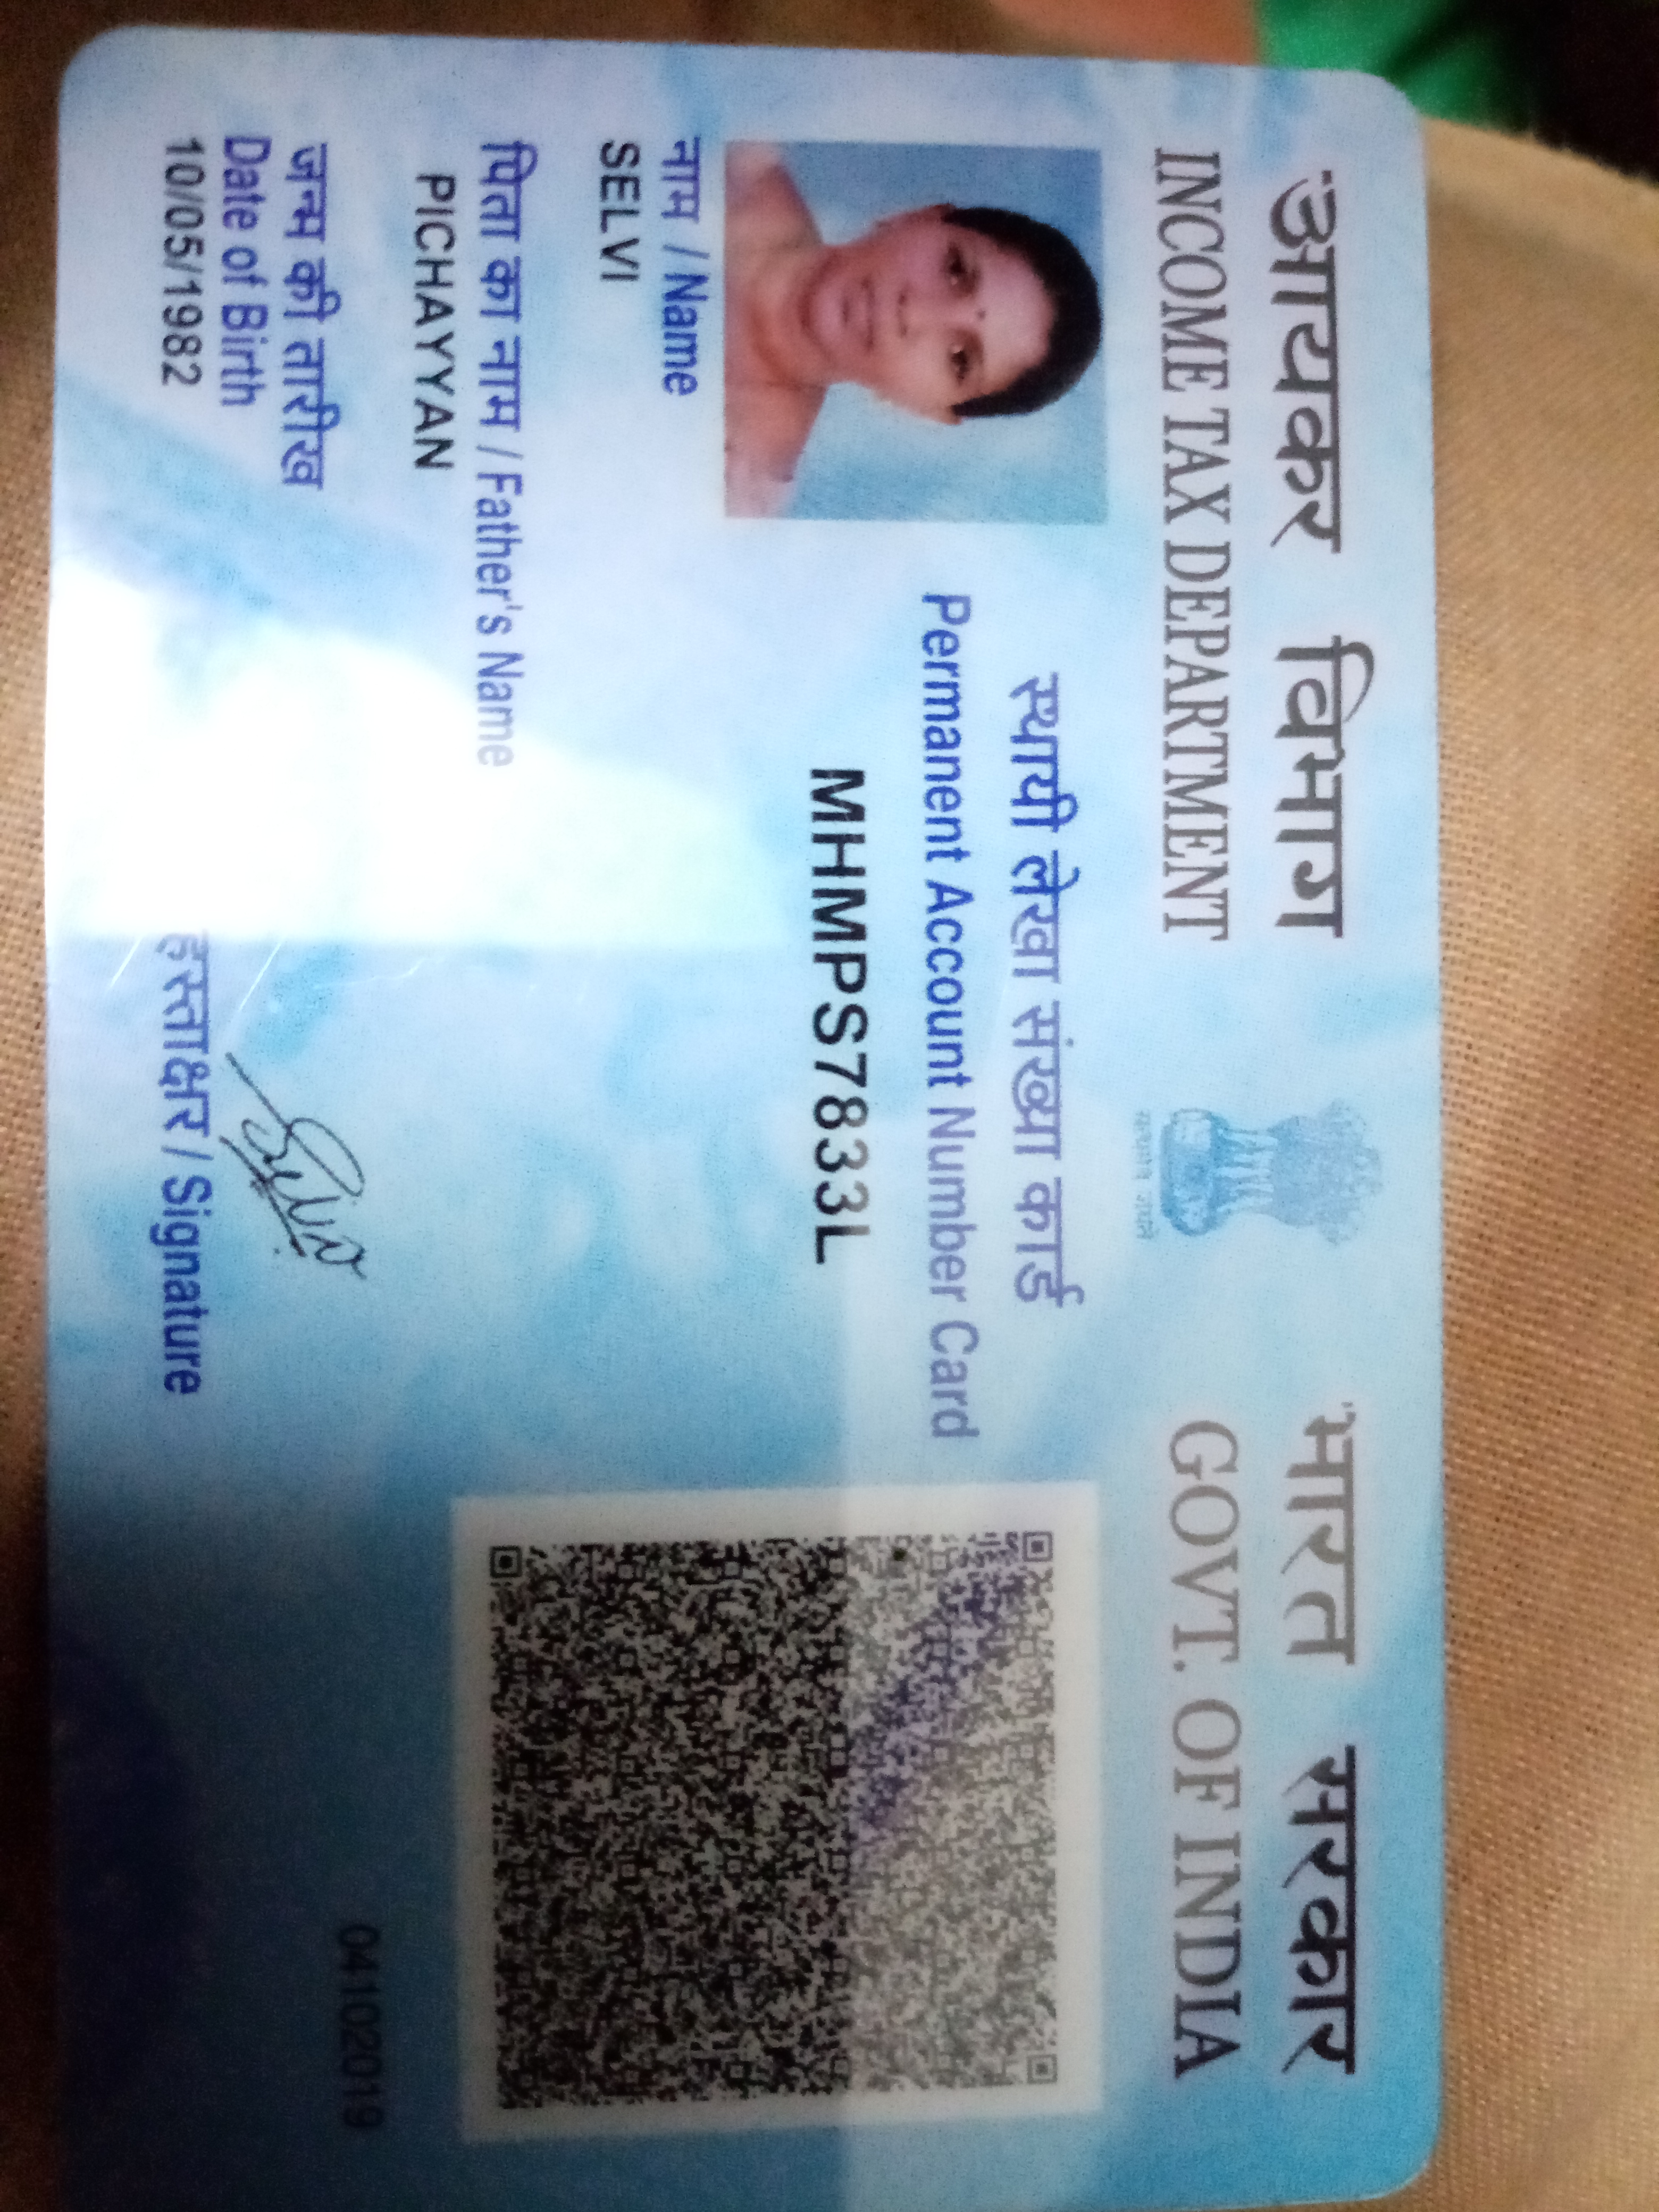 आयकर विभाग
INCOME TAX DEPARTMENT
भारत सरकार
GOVT. OF INDIA
सत्यमेव जयते
स्थायी लेखा संख्या कार्ड
Permanent Account Number Card
MHMPS7833L
नाम / Name
SELVI
पिता का नाम / Father's Name
PICHAYYAN
जन्म की तारीख
Date of Birth
10/05/1982
हस्ताक्षर / Signature
04102019